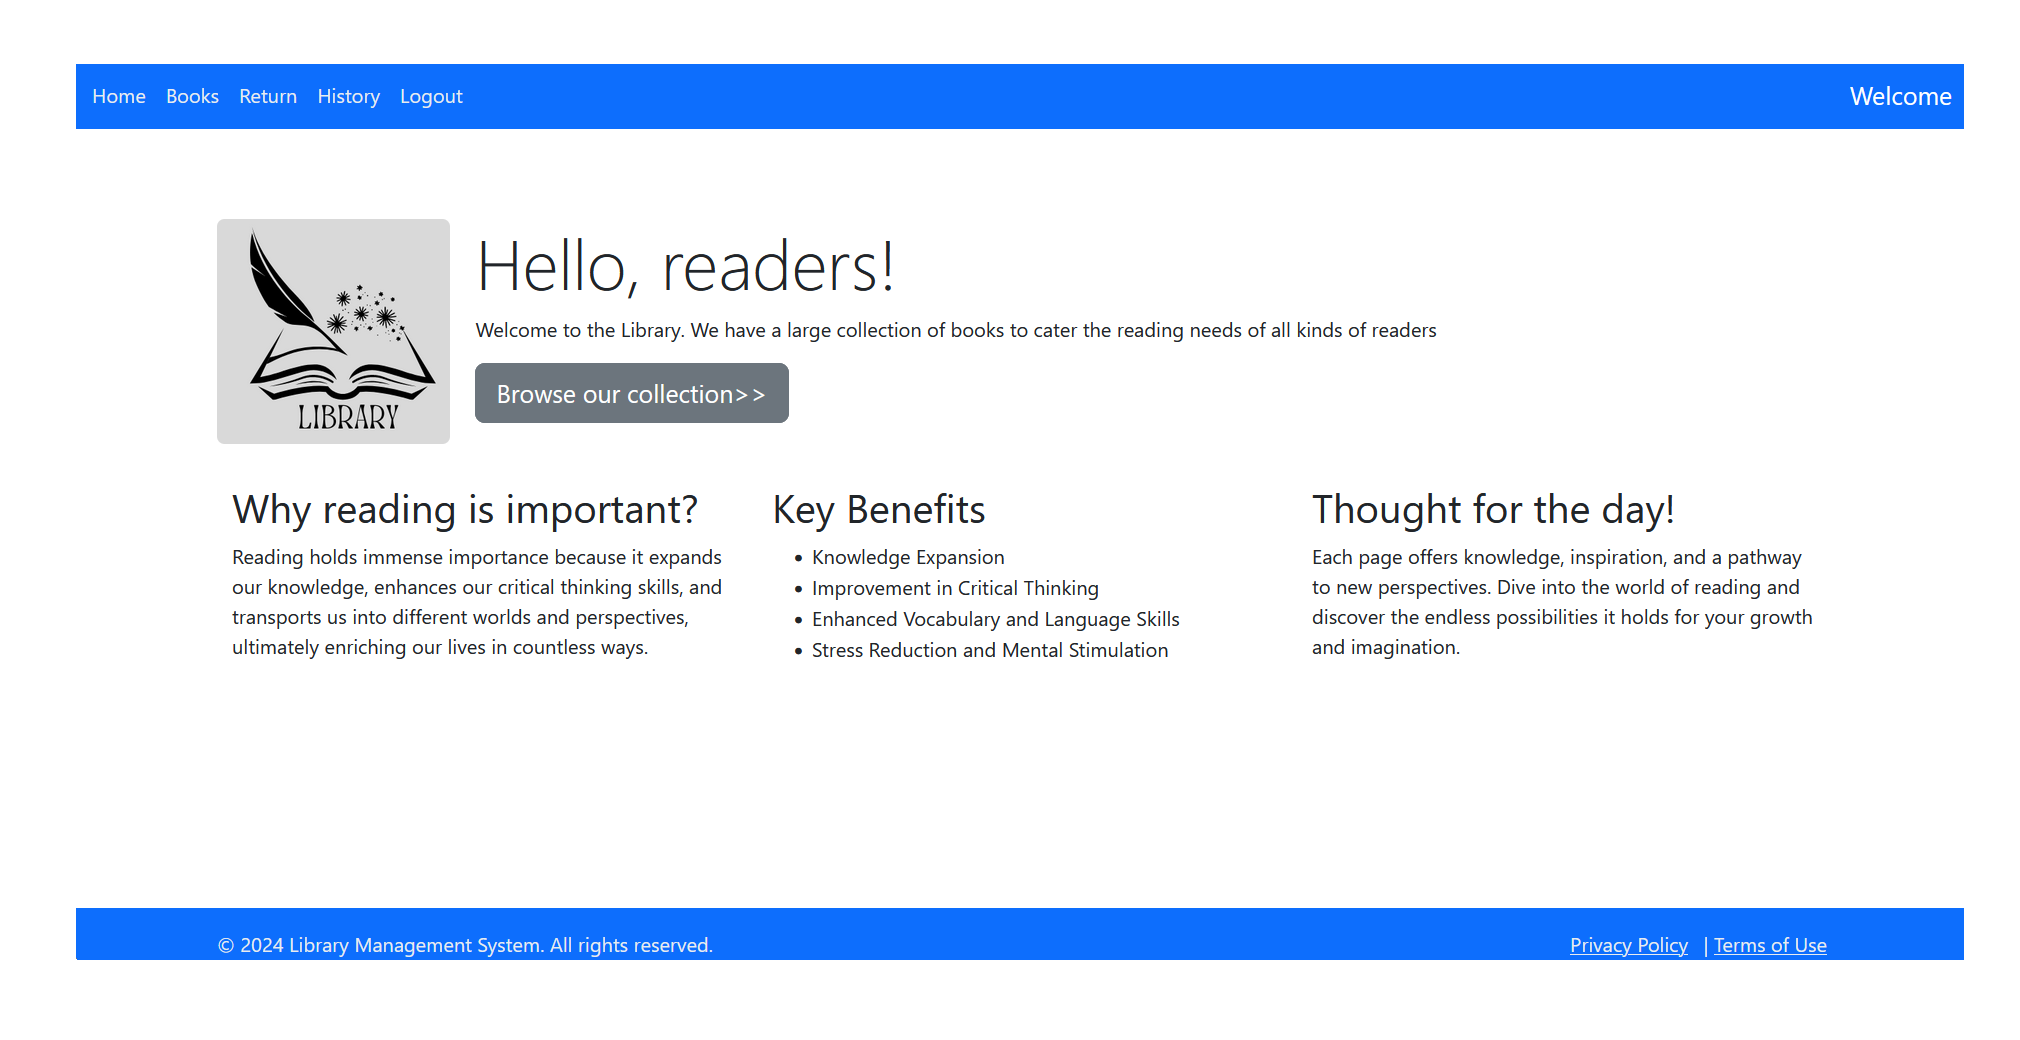 Home Books Return History Logout Welcome
LIBRARY
Hello, readers!
Welcome to the Library. We have a large collection of books to cater the reading needs of all kinds of readers
Browse our collection>>
Why reading is important?
Reading holds immense importance because it expands
our knowledge, enhances our critical thinking skills, and
transports us into different worlds and perspectives,
ultimately enriching our lives in countless ways.
Key Benefits
• Knowledge Expansion
• Improvement in Critical Thinking
• Enhanced Vocabulary and Language Skills
• Stress Reduction and Mental Stimulation
Thought for the day!
Each page offers knowledge, inspiration, and a pathway
to new perspectives. Dive into the world of reading and
discover the endless possibilities it holds for your growth
and imagination.
© 2024 Library Management System. All rights reserved. Privacy Policy | Terms of Use